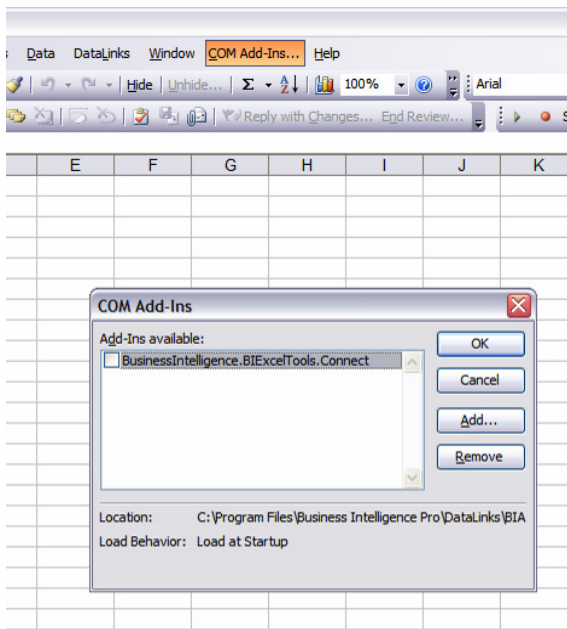 Data DataLinks Window COM Add-Ins... Help
Hide Unhide... Σ A Z 100% Arial
Reply with Changes... End Review...
E F G H I J K
COM Add-Ins
Add-Ins available:
BusinessIntelligence.BIExcelTools.Connect
OK
Cancel
Add...
Remove
Location: C:\Program Files\Business Intelligence Pro\DataLinks\BIA
Load Behavior: Load at Startup